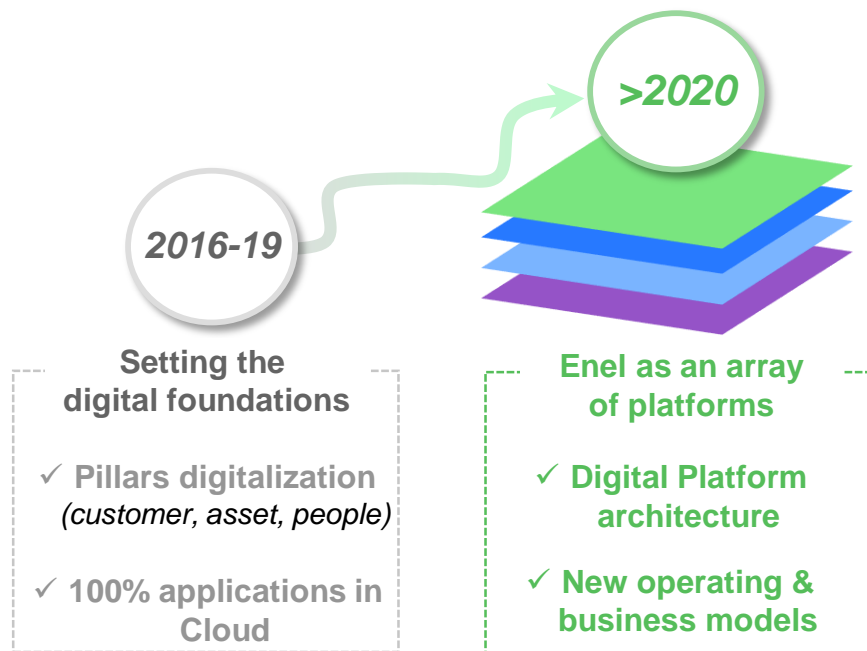 >2020
2016-19
Setting the
digital foundations
✓ Pillars digitalization
(customer, asset, people)
✓ 100% applications in
Cloud
Enel as an array
of platforms
✓ Digital Platform
architecture
✓ New operating &
business models